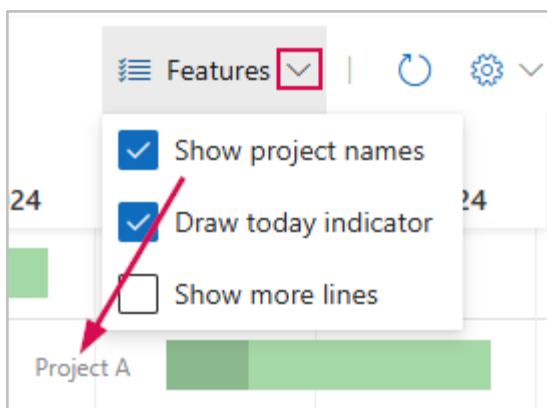 Features
Show project names
24
24
Draw today indicator
Show more lines
Project A